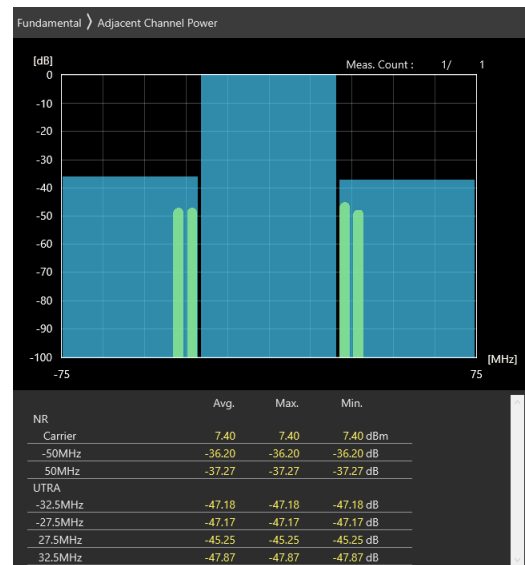 Fundamental 〉 Adjacent Channel Power
[dB]
Meas. Count : 1/ 1
0
-10
-20
-30
-40
-50
-60
-70
-80
-90
-100
[MHz]
-75 75
Avg. Max. Min.
NR
Carrier 7.40 7.40 7.40 dBm
-50MHz -36.20 -36.20 -36.20 dB
50MHz -37.27 -37.27 -37.27 dB
UTRA
-32.5MHz -47.18 -47.18 -47.18 dB
-27.5MHz -47.17 -47.17 -47.17 dB
27.5MHz -45.25 -45.25 -45.25 dB
32.5MHz -47.87 -47.87 -47.87 dB